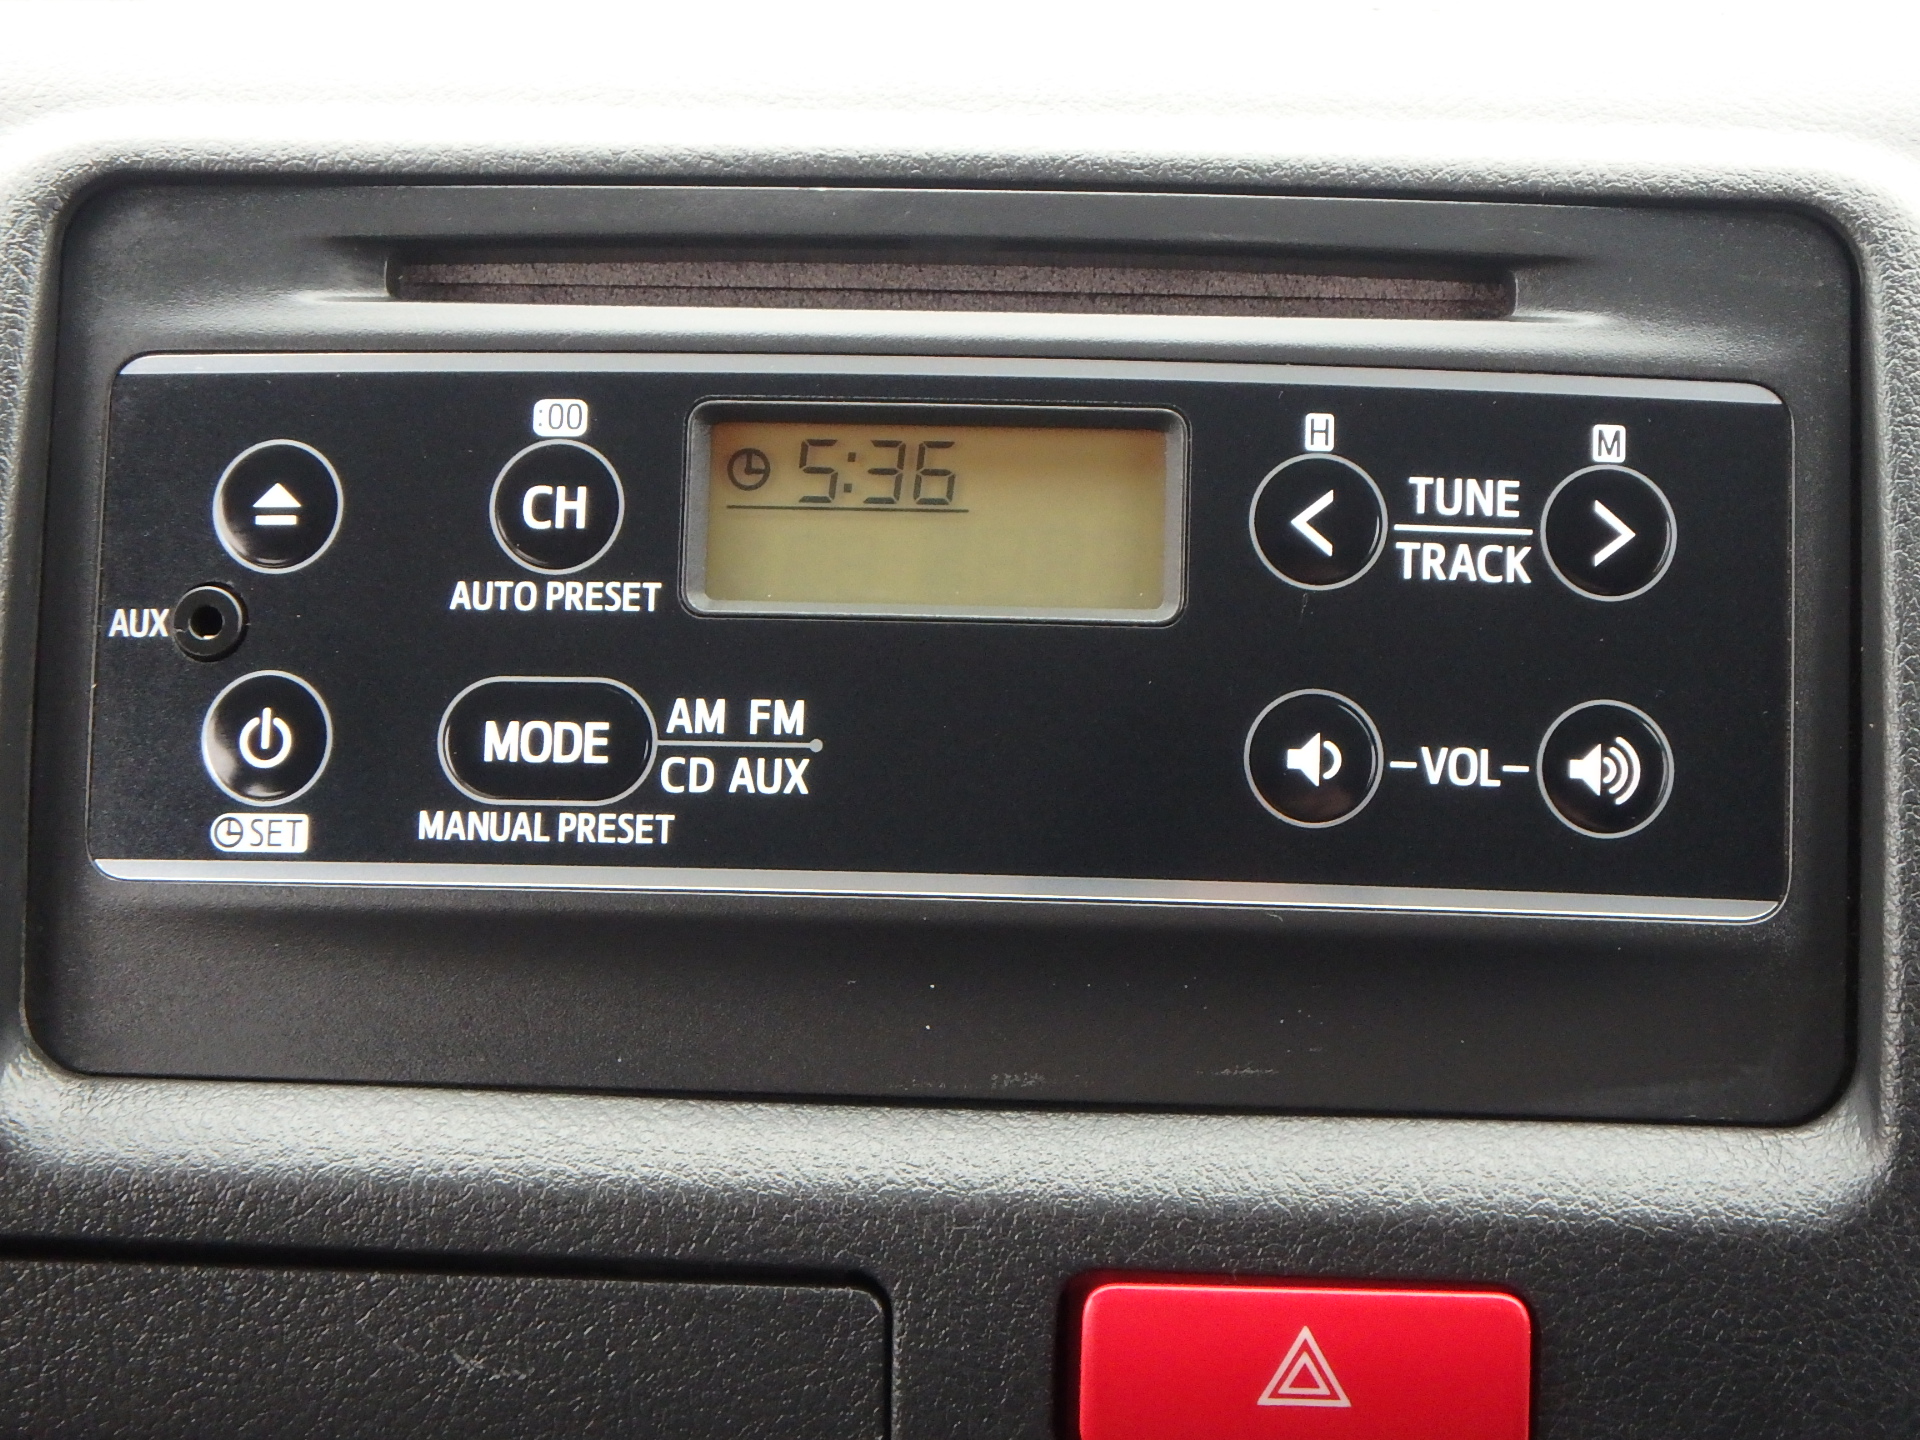 :00
H
M
5:36
CH
TUNE
TRACK
AUTO PRESET
AUX
MODE
AM FM
CD AUX
-VOL-
SET
MANUAL PRESET